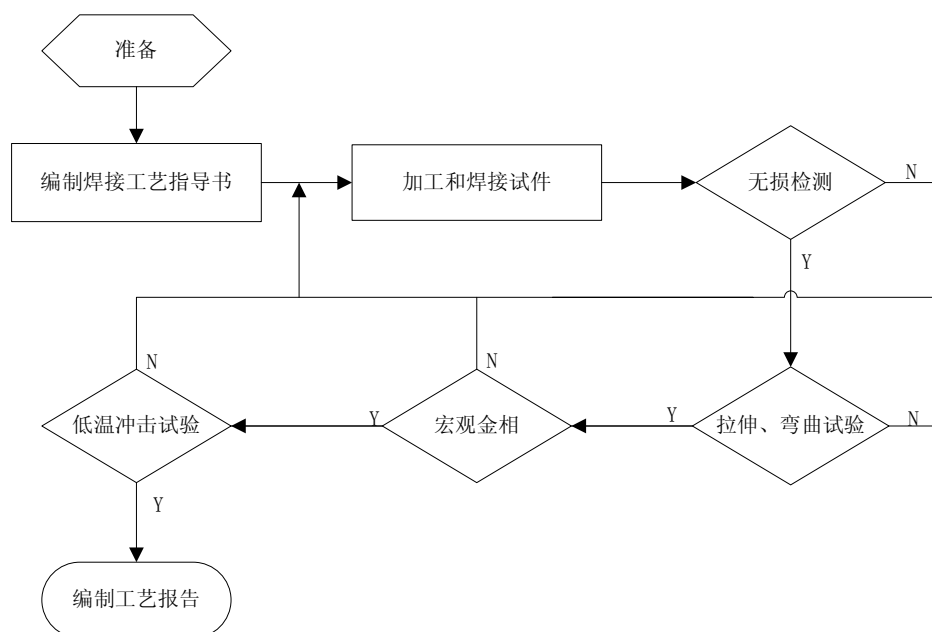 准备
编制焊接工艺指导书
加工和焊接试件
无损检测
N
Y
N
N
低温冲击试验
Y
宏观金相
Y
拉伸、弯曲试验
N
Y
编制工艺报告